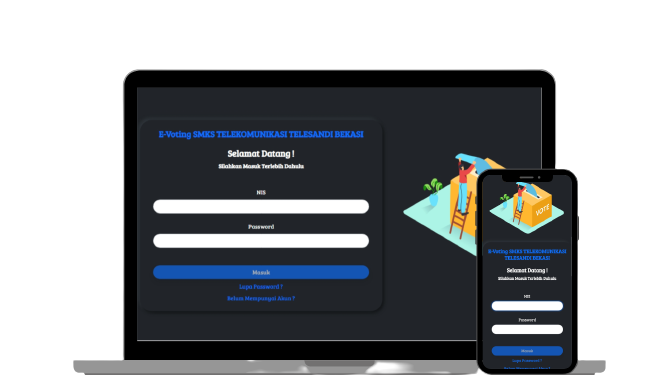 E-Voting SMKS TELEKOMUNIKASI TELESANDI BEKASI
Selamat Datang !
Silahkan Masuk Terlebih Dahulu
NIS
Password
Masuk
Lupa Password ?
Belum Mempunyai Akun ?
VOTE
E-Voting SMKS TELEKOMUNIKASI
TELESANDI BEKASI
Selamat Datang !
Silahkan Masuk Terlebih Dahulu
NIS
Password
Masuk
Lupa Password ?